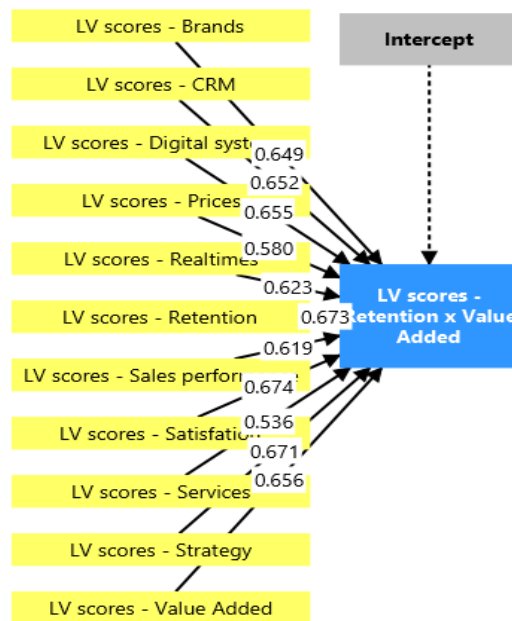 LV scores - Brands
Intercept
LV scores - CRM
LV scores - Digital syst
0.649
0.652
LV scores - Prices
0.655
0.580
LV scores - Realtimes
0.623
LV scores - Retention
0.673
LV scores -
Retention x Value
Added
0.619
LV scores - Sales perfor
0.674
0.536
LV scores - Satisfation
0.671
0.656
LV scores - Services
LV scores - Strategy
LV scores - Value Added